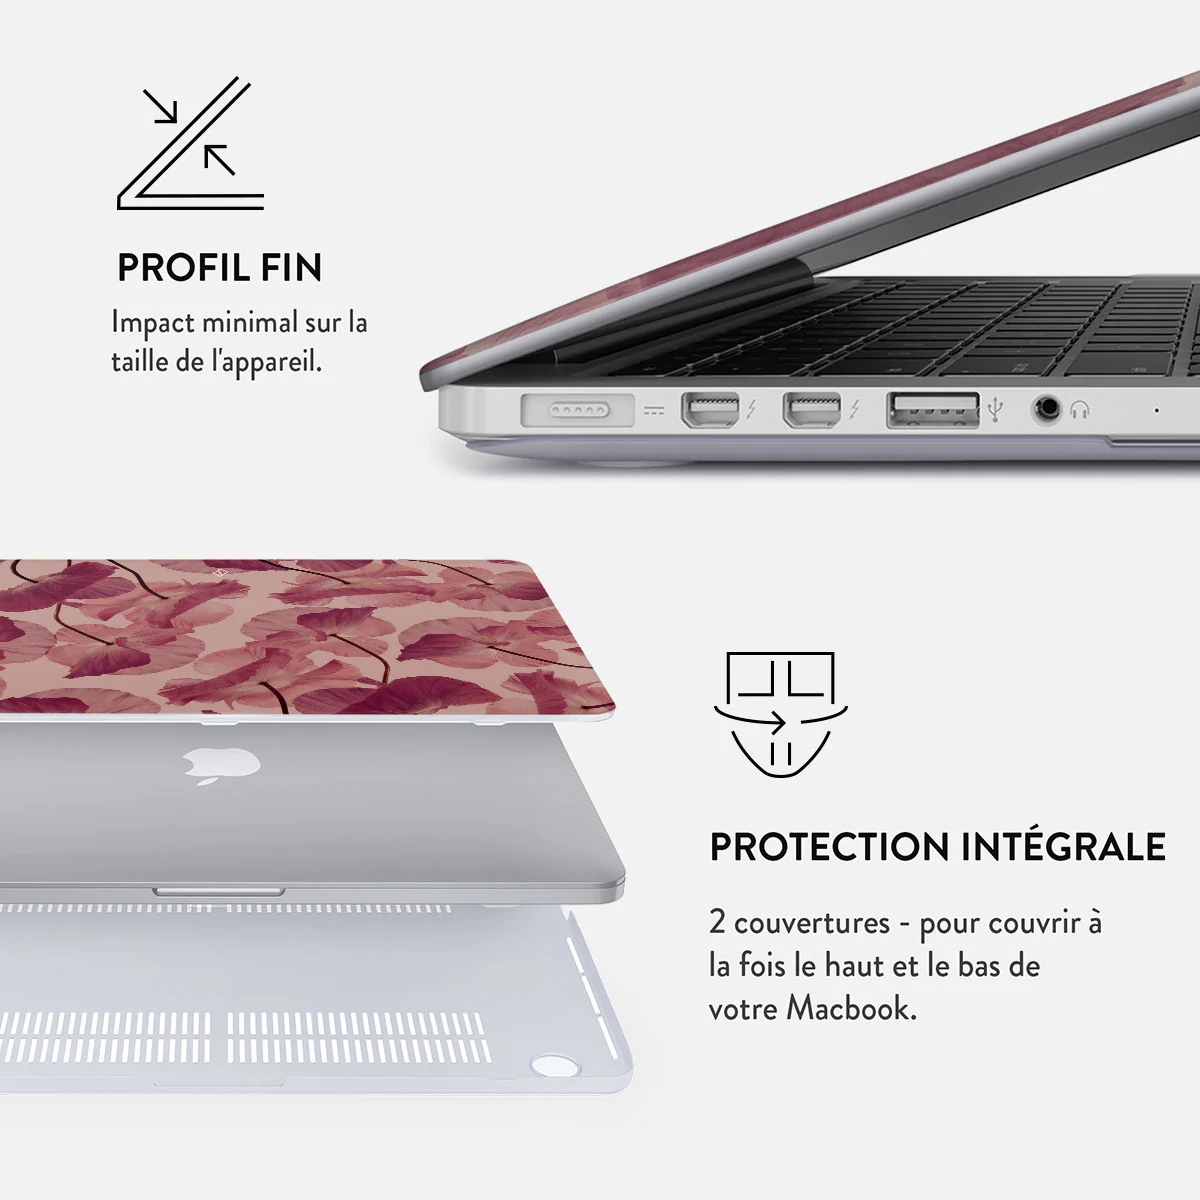 PROFIL FIN
Impact minimal sur la
taille de l'appareil.
PROTECTION INTÉGRALE
2 couvertures - pour couvrir à
la fois le haut et le bas de
votre Macbook.